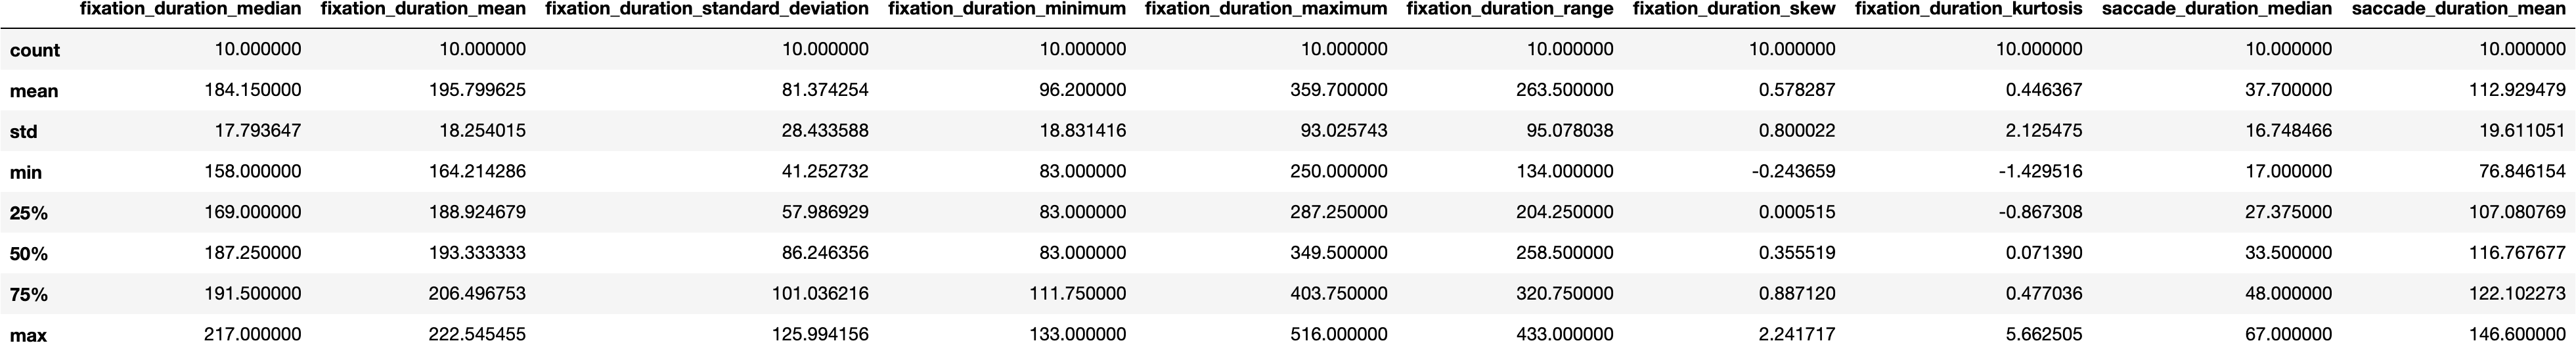 fixation_duration_median fixation_duration_mean fixation_duration_standard_deviation fixation_duration_minimum fixation_duration_maximum fixation_duration_range fixation_duration_skew fixation_duration_kurtosis saccade_duration_median saccade_duration_mean
count 10.000000 10.000000 10.000000 10.000000 10.000000 10.000000 10.000000 10.000000 10.000000 10.000000
mean 184.150000 195.799625 81.374254 96.200000 359.700000 263.500000 0.578287 0.446367 37.700000 112.929479
std 17.793647 18.254015 28.433588 18.831416 93.025743 95.078038 0.800022 2.125475 16.748466 19.611051
min 158.000000 164.214286 41.252732 83.000000 250.000000 134.000000 -0.243659 -1.429516 17.000000 76.846154
25% 169.000000 188.924679 57.986929 83.000000 287.250000 204.250000 0.000515 -0.867308 27.375000 107.080769
50% 187.250000 193.333333 86.246356 83.000000 349.500000 258.500000 0.355519 0.071390 33.500000 116.767677
75% 191.500000 206.496753 101.036216 111.750000 403.750000 320.750000 0.887120 0.477036 48.000000 122.102273
max 217.000000 222.545455 125.994156 133.000000 516.000000 433.000000 2.241717 5.662505 67.000000 146.600000